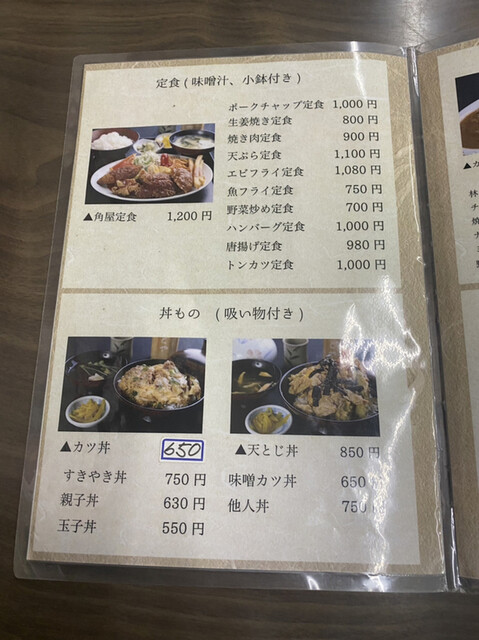 定食(味噌汁、小鉢付き)
ポークチャップ定食 1,000円
生姜焼き定食 800円
焼き肉定食 900円
天ぷら定食 1,100円
エビフライ定食 1,080円
魚フライ定食 750円
野菜炒め定食 700円
ハンバーグ定食 1,000円
唐揚げ定食 980円
トンカツ定食 1,000円
▲角屋定食 1,200円
丼もの (吸い物付き)
▲カツ丼 650
すきやき丼 750円
親子丼 630円
玉子丼 550円
▲天とじ丼 850円
味噌カツ丼 650円
他人丼 750円
▲カ
林
チ